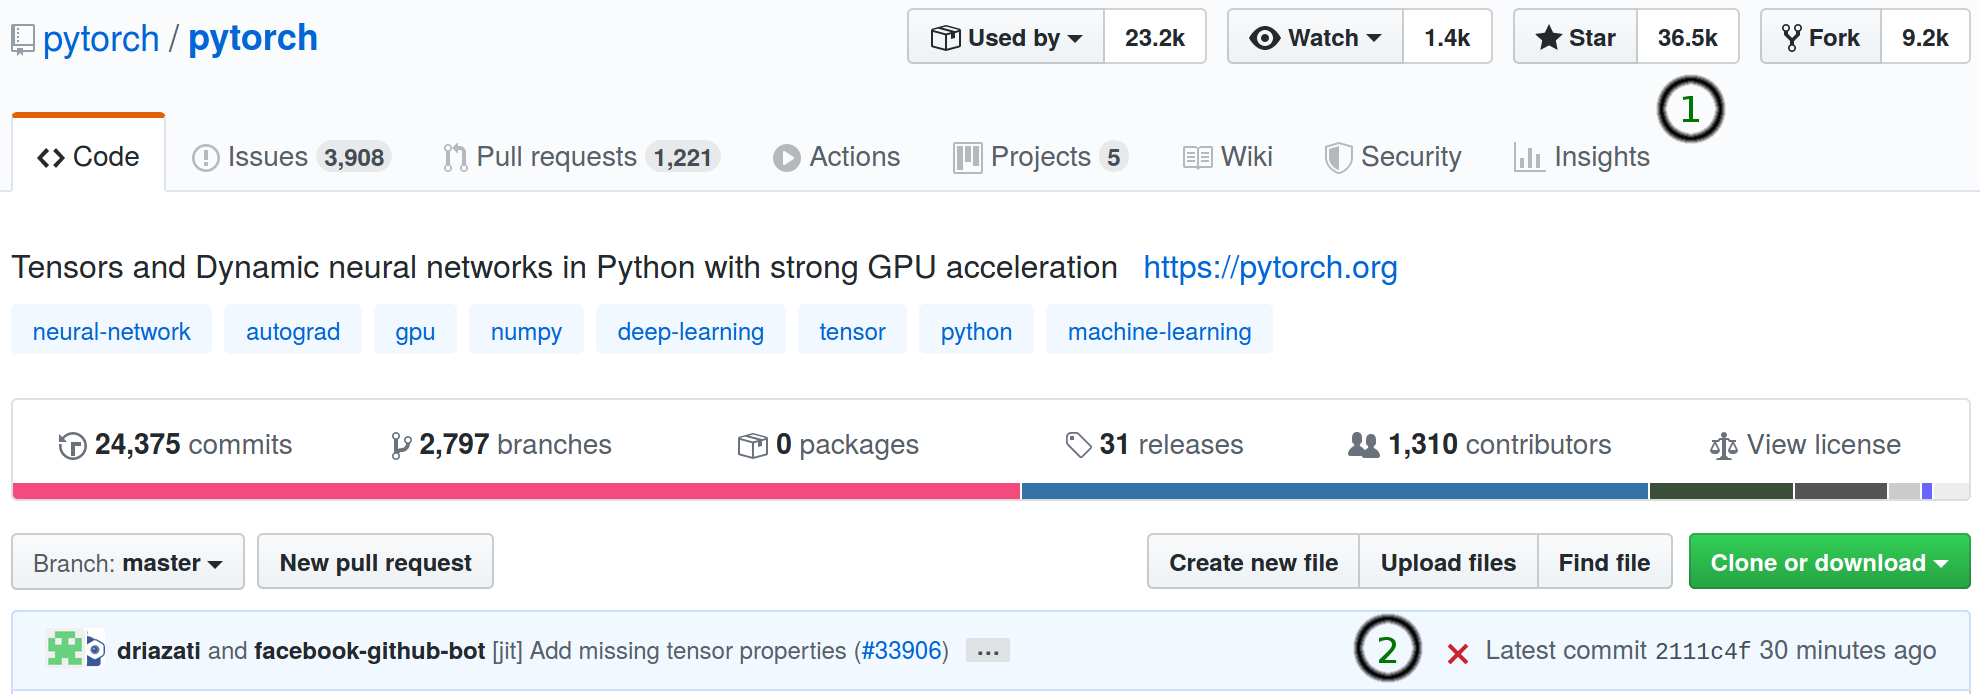 pytorch / pytorch Used by 23.2k Watch 1.4k Star 36.5k Fork 9.2k
1
Code Issues 3,908 Pull requests 1,221 Actions Projects 5 Wiki Security Insights
Tensors and Dynamic neural networks in Python with strong GPU acceleration https://pytorch.org
neural-network autograd gpu numpy deep-learning tensor python machine-learning
24,375 commits 2,797 branches 0 packages 31 releases 1,310 contributors View license
Branch: master New pull request Create new file Upload files Find file Clone or download
driazati and facebook-github-bot [jit] Add missing tensor properties (#33906) ... 2 Latest commit 2111c4f 30 minutes ago